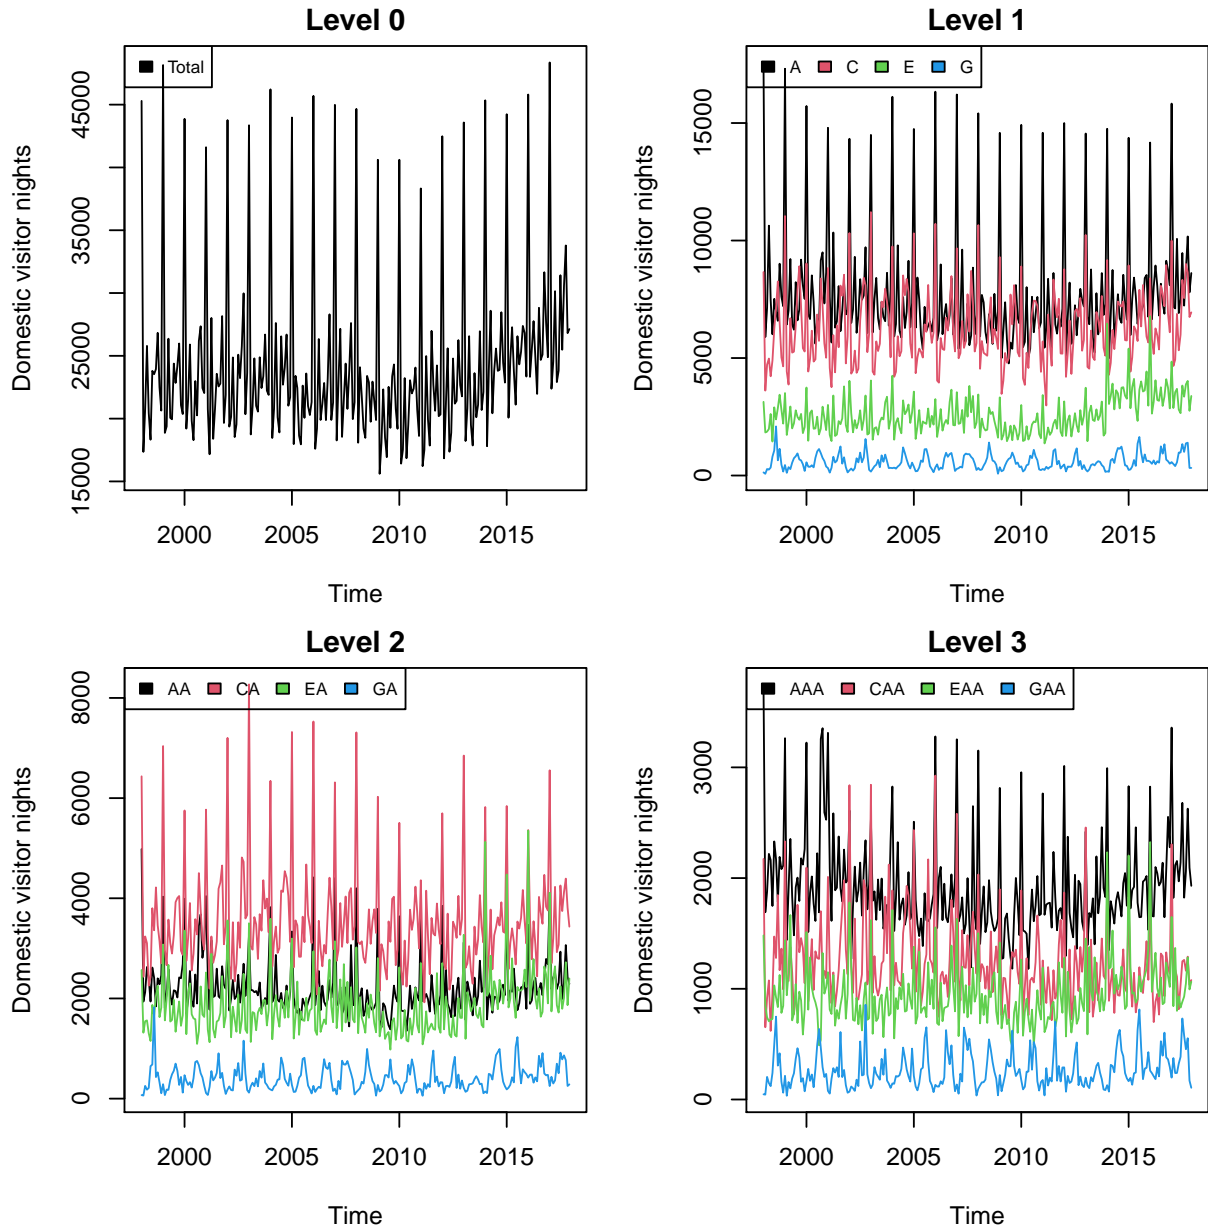 Level 0
Total
Domestic visitor nights
15000 25000 35000 45000
2000 2005 2010 2015
Time
Level 1
A C E G
Domestic visitor nights
0 5000 10000 15000
2000 2005 2010 2015
Time
Level 2
AA CA EA GA
Domestic visitor nights
0 2000 4000 6000 8000
2000 2005 2010 2015
Time
Level 3
AAA CAA EAA GAA
Domestic visitor nights
0 1000 2000 3000
2000 2005 2010 2015
Time